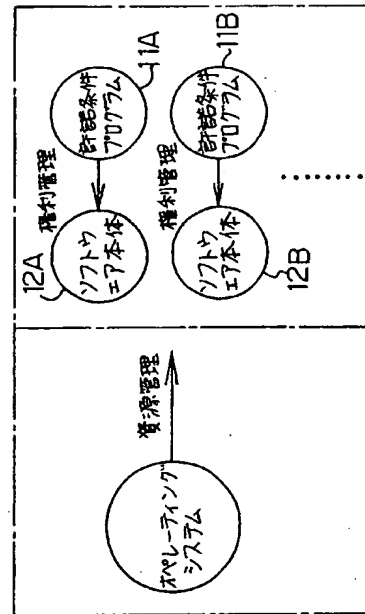 12A
権利管理
11A
ソフトウ
ェア本体
許諾条件
プログラム
12B
権利管理
11B
ソフトウ
ェア本体
許諾条件
プログラム
資源管理
オペレーティング
システム